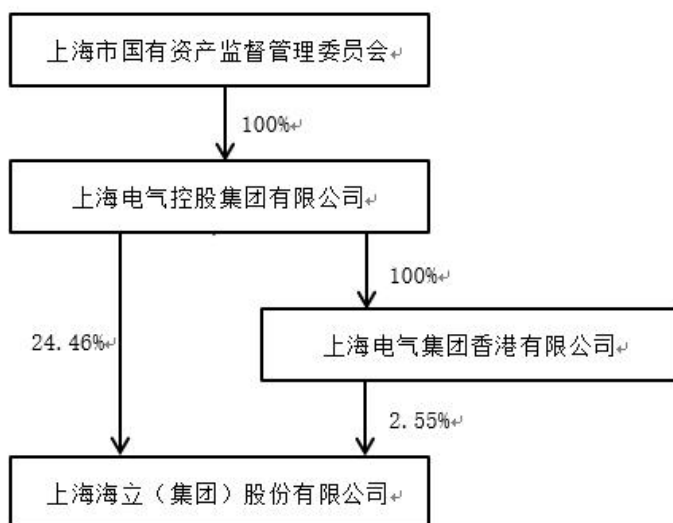 上海市国有资产监督管理委员会↵
100%↵
上海电气控股集团有限公司↵
100%↵
24.46%↵
上海电气集团香港有限公司↵
2.55%↵
上海海立（集团）股份有限公司↵